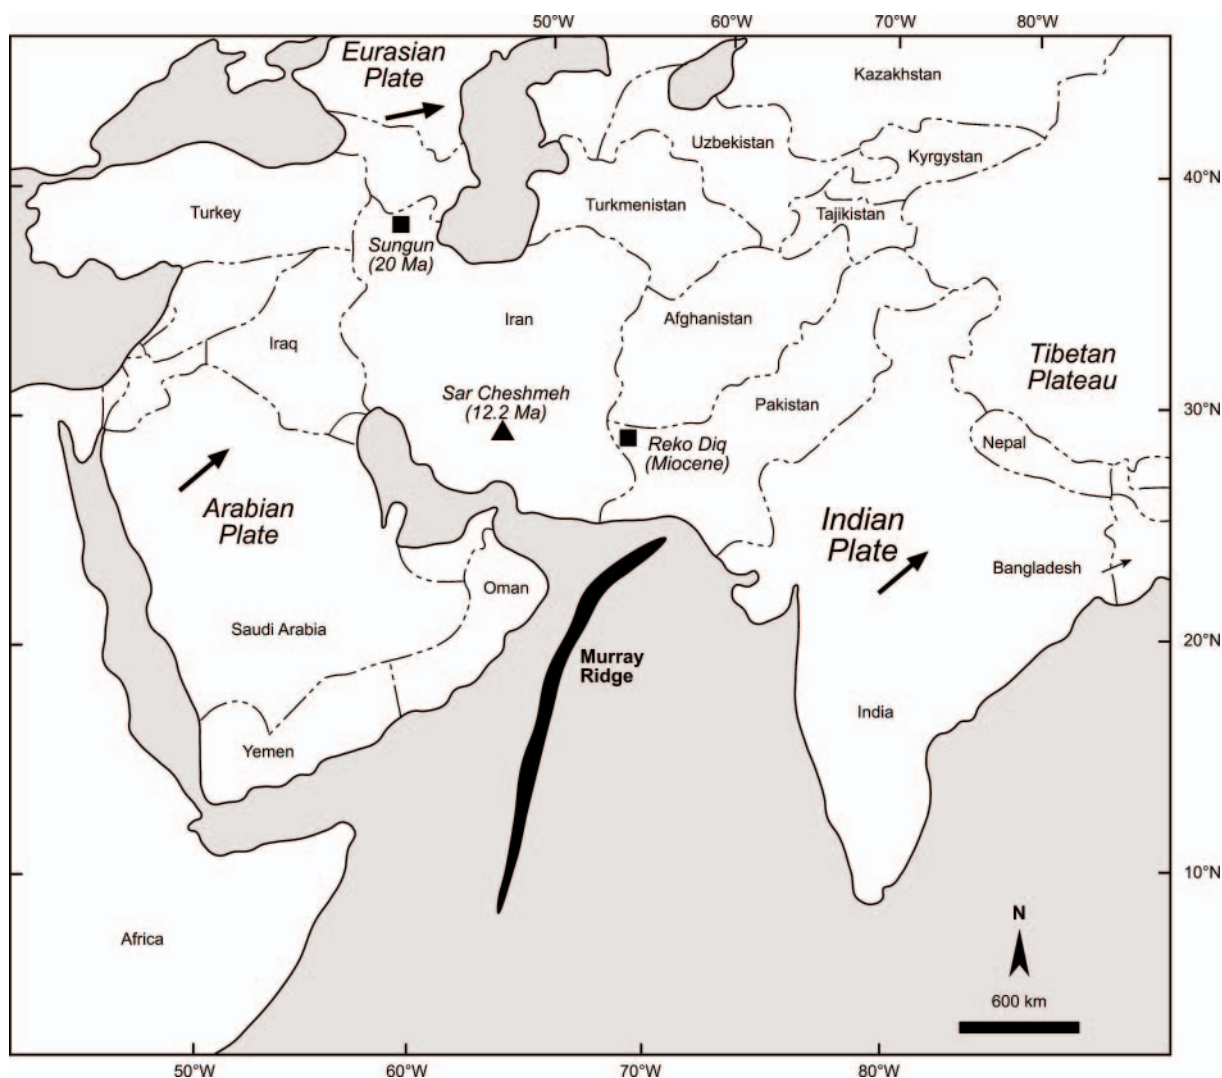 50°W
60°W
70°W
80°W
Eurasian
Plate
Kazakhstan
Uzbekistan
Kyrgystan
40°N
Turkey
Turkmenistan
Tajikistan
Sungun
(20 Ma)
Iran
Afghanistan
Iraq
Tibetan
Plateau
Sar Cheshmeh
(12.2 Ma)
Pakistan
30°N
Reko Diq
(Miocene)
Nepal
Arabian
Plate
Indian
Plate
Bangladesh
Oman
Saudi Arabia
20°N
Murray
Ridge
India
Yemen
10°N
N
Africa
600 km
50°W
60°W
70°W
80°W